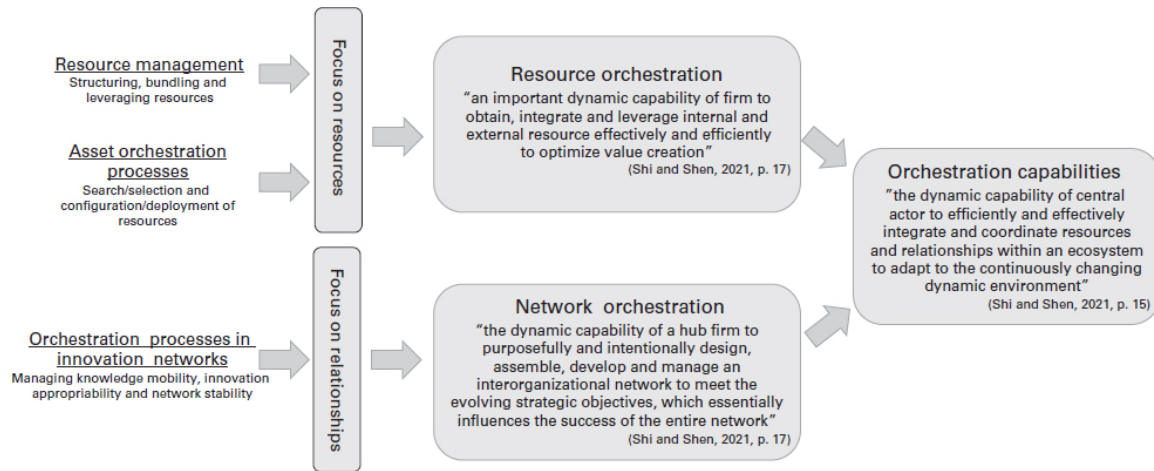 Resource management
Structuring, bundling and
leveraging resources
Asset orchestration
processes
Search/selection and
configuration/deployment of
resources
Focus on resources
Resource orchestration
“an important dynamic capability of firm to
obtain, integrate and leverage internal and
external resource effectively and efficiently
to optimize value creation”
(Shi and Shen, 2021, p. 17)
Orchestration processes in
innovation networks
Managing knowledge mobility, innovation
appropriability and network stability
Focus on relationships
Network orchestration
“the dynamic capability of a hub firm to
purposefully and intentionally design,
assemble, develop and manage an
interorganizational network to meet the
evolving strategic objectives, which essentially
influences the success of the entire network”
(Shi and Shen, 2021, p. 17)
Orchestration capabilities
”the dynamic capability of central
actor to efficiently and effectively
integrate and coordinate resources
and relationships within an ecosystem
to adapt to the continuously changing
dynamic environment”
(Shi and Shen, 2021, p. 15)